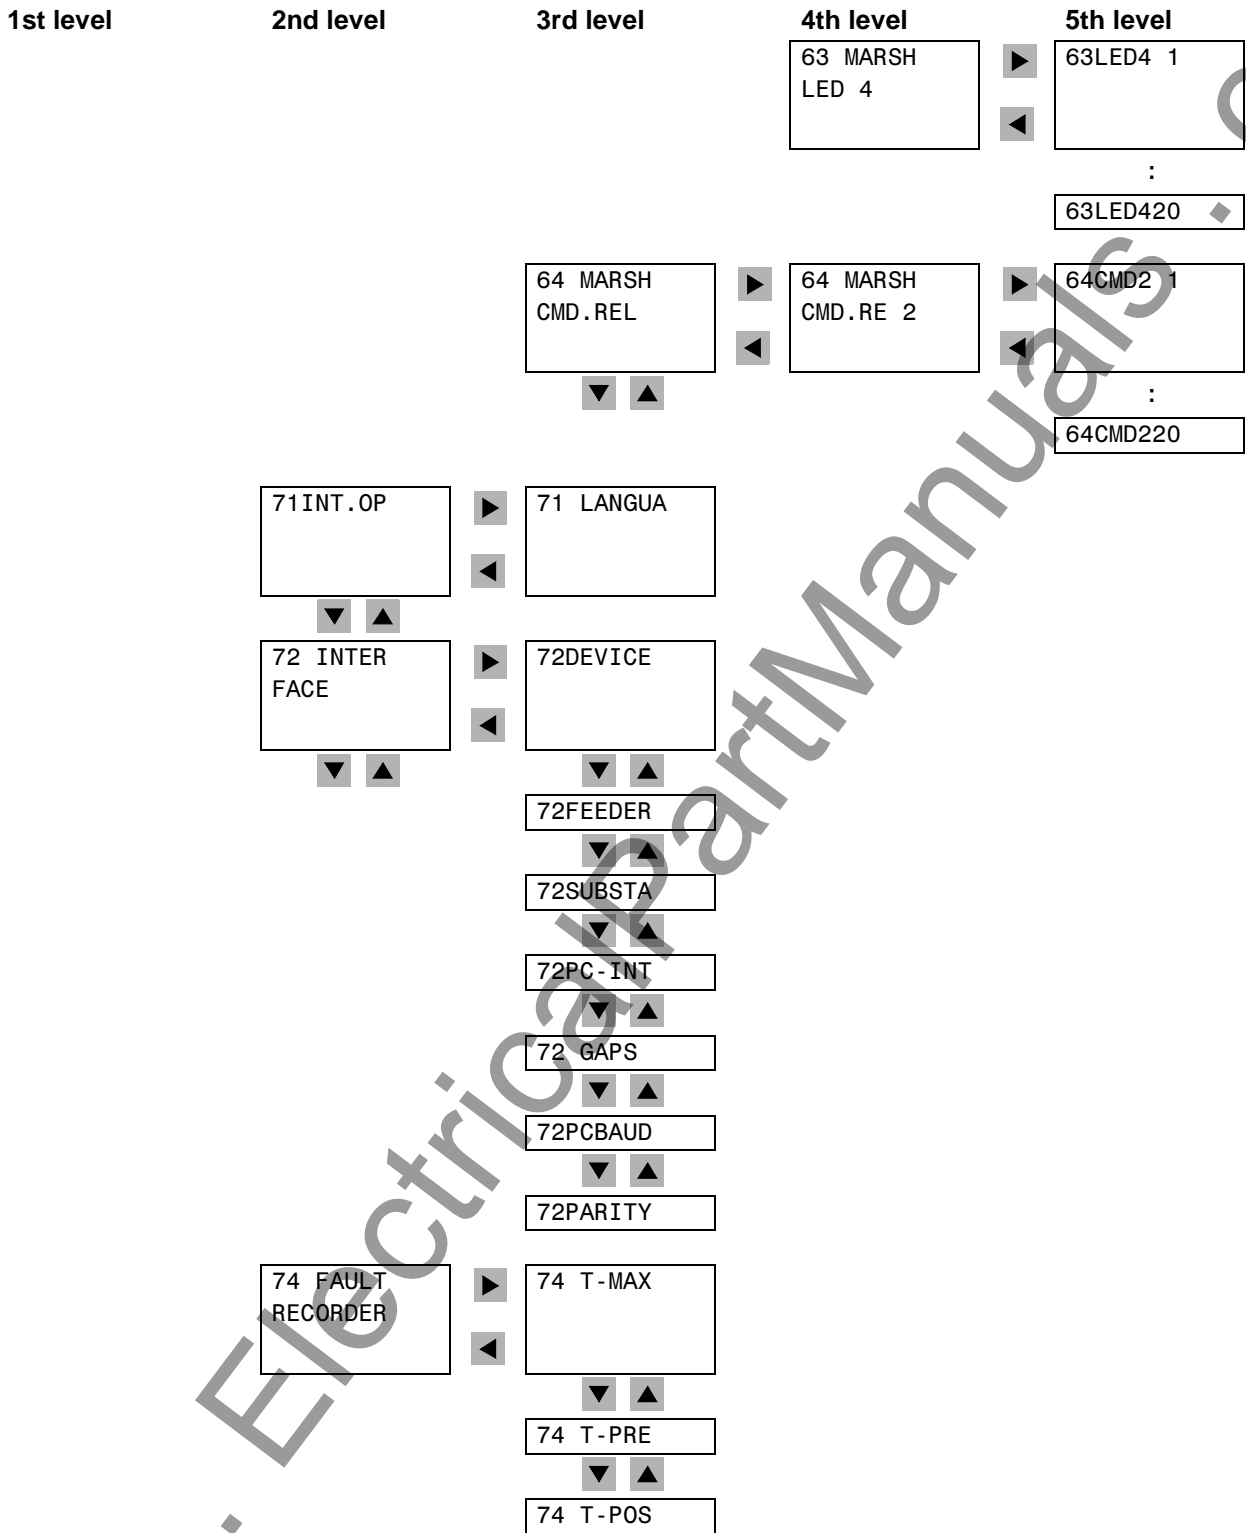 1st level 2nd level 3rd level 4th level 5th level
63 MARSH
LED 4
63LED4 1
:
63LED420
64 MARSH
CMD.REL
64 MARSH
CMD.RE 2
64CMD2 1
:
64CMD220
71INT.OP
71 LANGUA
72 INTER
FACE
72DEVICE
72FEEDER
72SUBSTA
72PC-INT
72 GAPS
72PCBAUD
72PARITY
74 FAULT
RECORDER
74 T-MAX
74 T-PRE
74 T-POS
. ElectricalPartManuals .